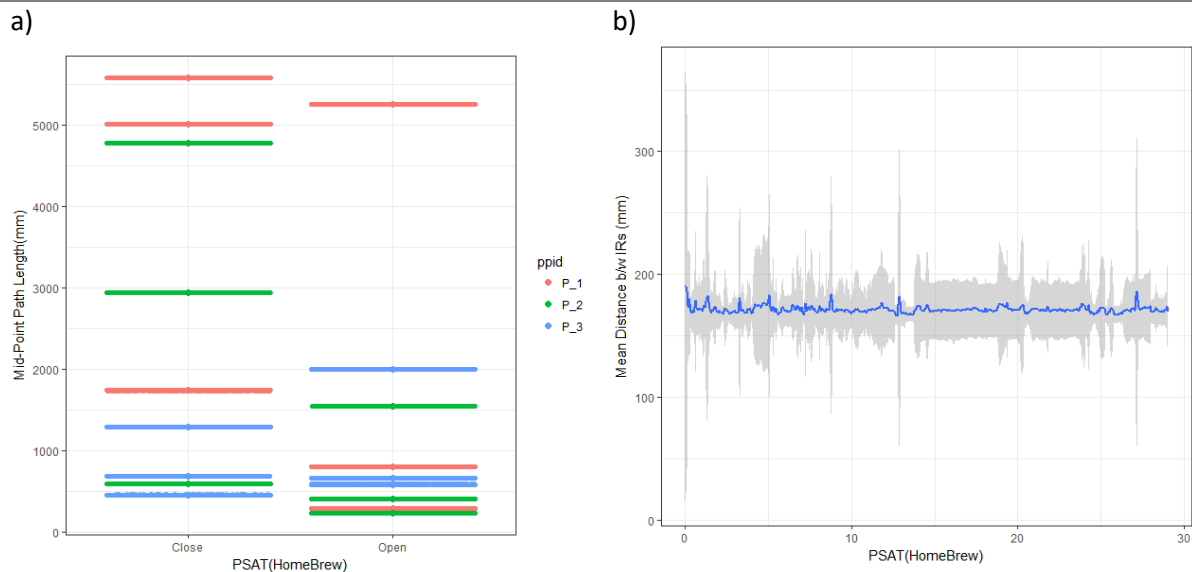 a)
Mid-Point Path Length(mm)
5000
4000
3000
2000
1000
0
Close
Open
PSAT(HomeBrew)
ppid
P_1
P_2
P_3
b)
Mean Distance b/w IRs (mm)
300
200
100
0
0
10
20
30
PSAT(HomeBrew)